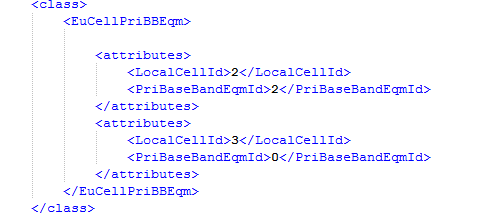 <class>
<EuCellPriBBEqm>
<attributes>
<LocalCellId>2</LocalCellId>
<PriBaseBandEqmId>2</PriBaseBandEqmId>
</attributes>
<attributes>
<LocalCellId>3</LocalCellId>
<PriBaseBandEqmId>0</PriBaseBandEqmId>
</attributes>
</EuCellPriBBEqm>
</class>